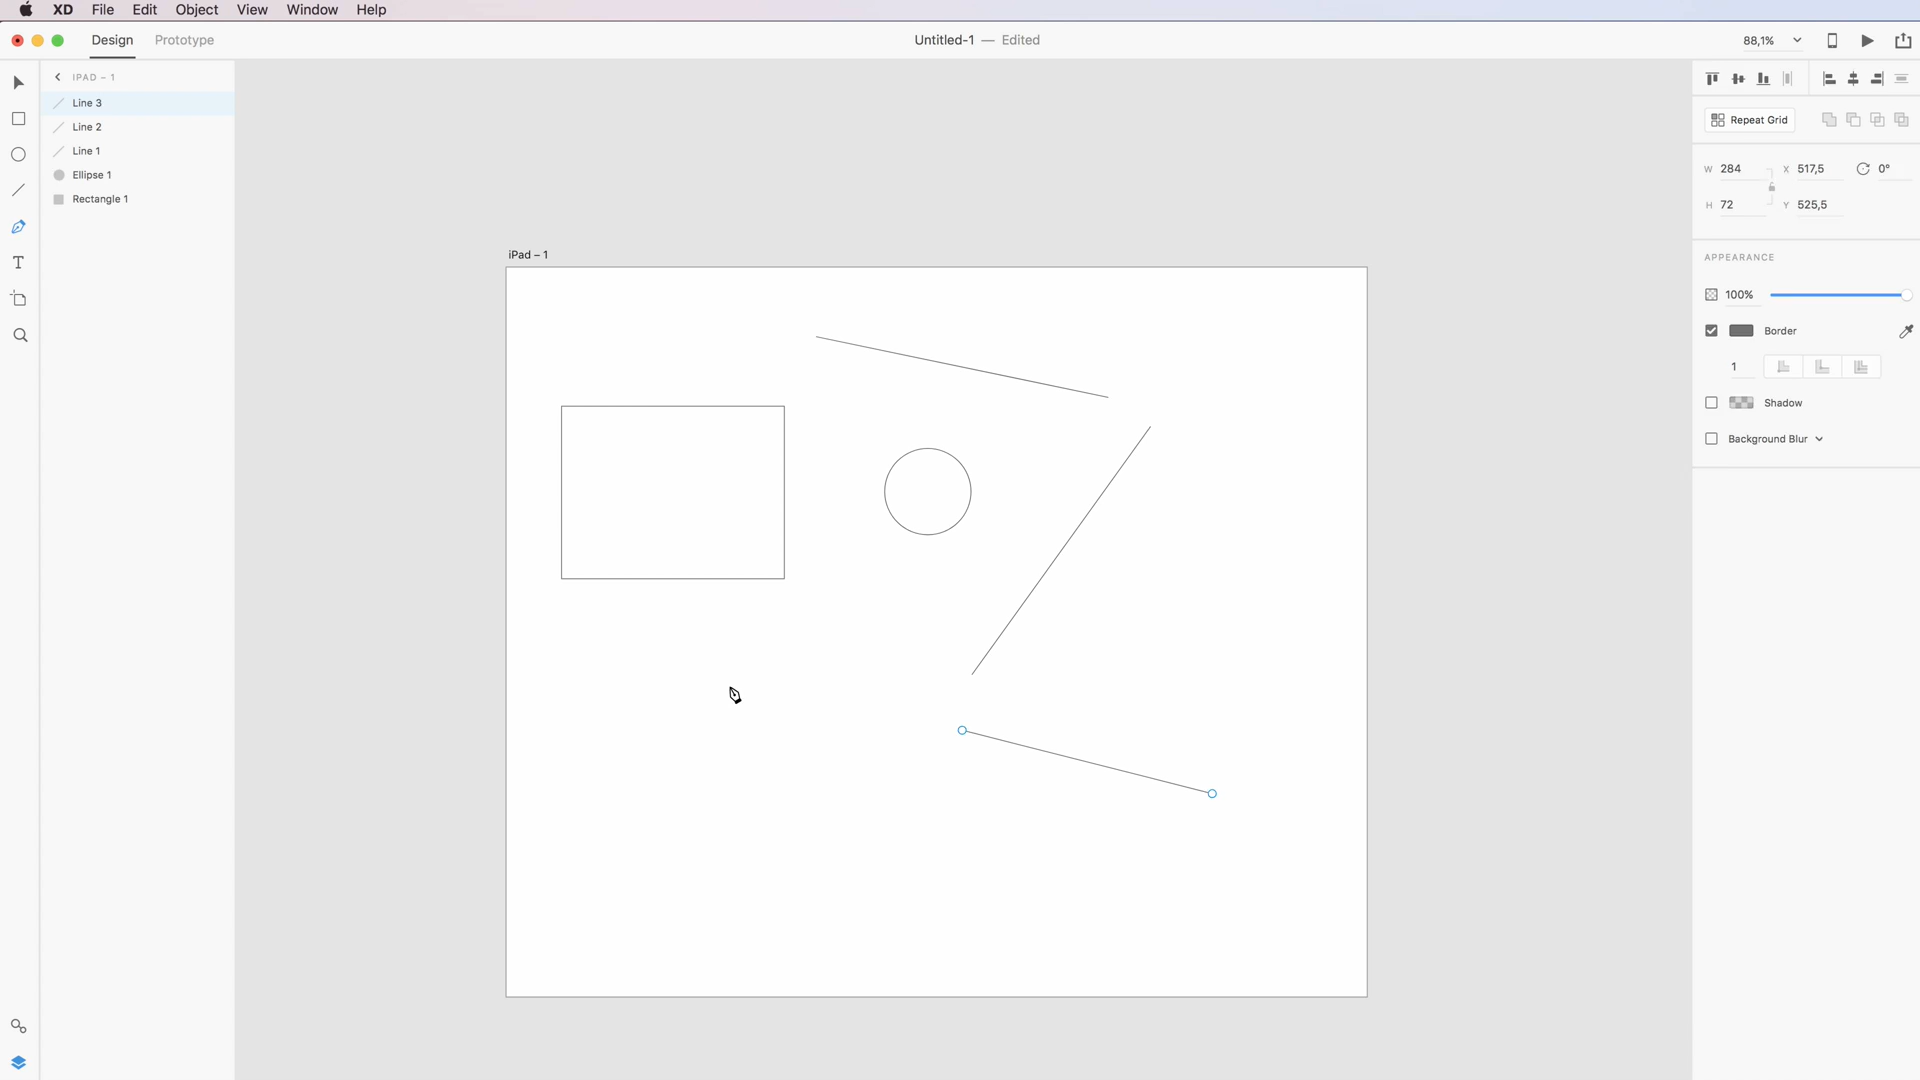 XD File Edit Object View Window Help
Design Prototype Untitled-1 — Edited 88,1%
IPAD – 1
Line 3
Line 2
Line 1
Ellipse 1
Rectangle 1
iPad – 1
Repeat Grid
W 284 X 517,5 0°
H 72 Y 525,5
APPEARANCE
100%
Border
1
Shadow
Background Blur